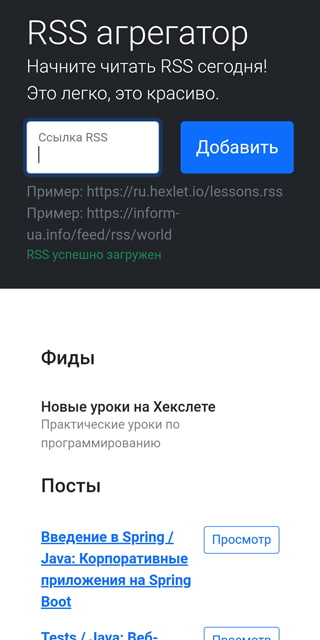 RSS агрегатор
Начните читать RSS сегодня!
Это легко, это красиво.
Ссылка RSS
Добавить
Пример: https://ru.hexlet.io/lessons.rss
Пример: https://inform-
ua.info/feed/rss/world
RSS успешно загружен
Фиды
Новые уроки на Хекслете
Практические уроки по
программированию
Посты
Введение в Spring /
Java: Корпоративные
приложения на Spring
Boot
Просмотр
Tests / Java: Веб-
Просмотр